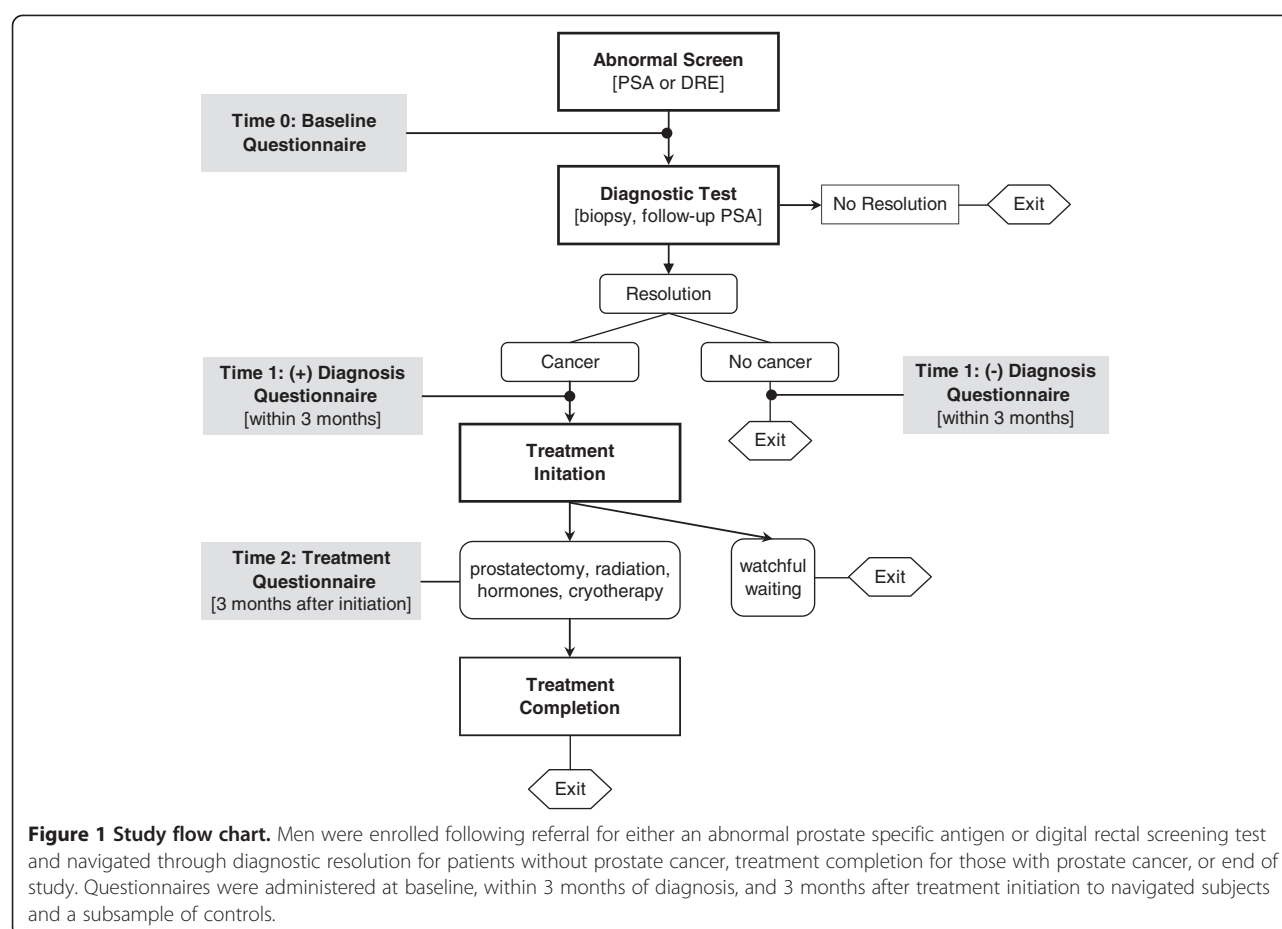 Abnormal Screen
[PSA or DRE]
Time 0: Baseline
Questionnaire
Diagnostic Test
[biopsy, follow-up PSA]
No Resolution
Exit
Resolution
Cancer
No cancer
Time 1: (+) Diagnosis
Questionnaire
[within 3 months]
Time 1: (-) Diagnosis
Questionnaire
[within 3 months]
Exit
Treatment
Initation
Time 2: Treatment
Questionnaire
[3 months after initiation]
prostatectomy, radiation,
hormones, cryotherapy
watchful
waiting
Exit
Treatment
Completion
Exit
Figure 1 Study flow chart. Men were enrolled following referral for either an abnormal prostate specific antigen or digital rectal screening test
and navigated through diagnostic resolution for patients without prostate cancer, treatment completion for those with prostate cancer, or end of
study. Questionnaires were administered at baseline, within 3 months of diagnosis, and 3 months after treatment initiation to navigated subjects
and a subsample of controls.